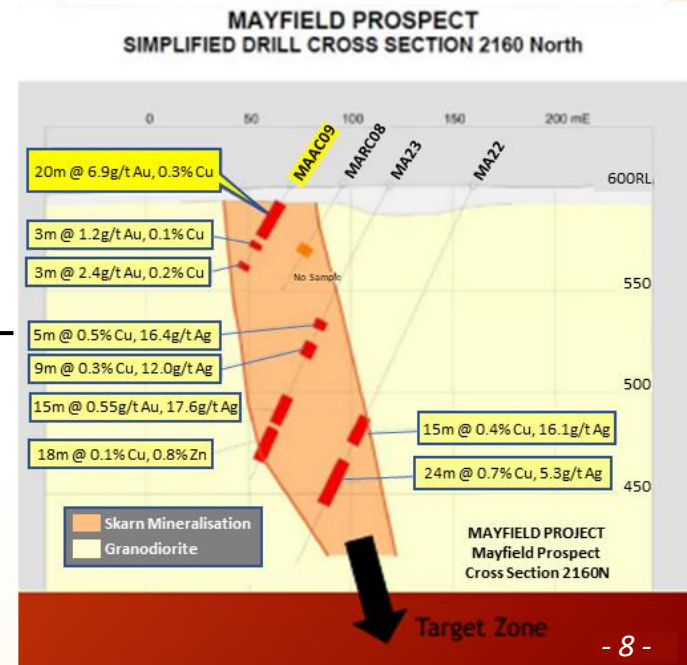 MAYFIELD PROSPECT
SIMPLIFIED DRILL CROSS SECTION 2160 North
0 50 100 150 200 mE
MAAC09
MARC08
MA23
MA22
600RL
20m @ 6.9g/t Au, 0.3% Cu
3m @ 1.2g/t Au, 0.1% Cu
3m @ 2.4g/t Au, 0.2% Cu
No Sample
550
5m @ 0.5% Cu, 16.4g/t Ag
9m @ 0.3% Cu, 12.0g/t Ag
500
15m @ 0.55g/t Au, 17.6g/t Ag
15m @ 0.4% Cu, 16.1g/t Ag
18m @ 0.1% Cu, 0.8% Zn
24m @ 0.7% Cu, 5.3g/t Ag
450
Skarn Mineralisation
Granodiorite
MAYFIELD PROJECT
Mayfield Prospect
Cross Section 2160N
Target Zone
- 8 -